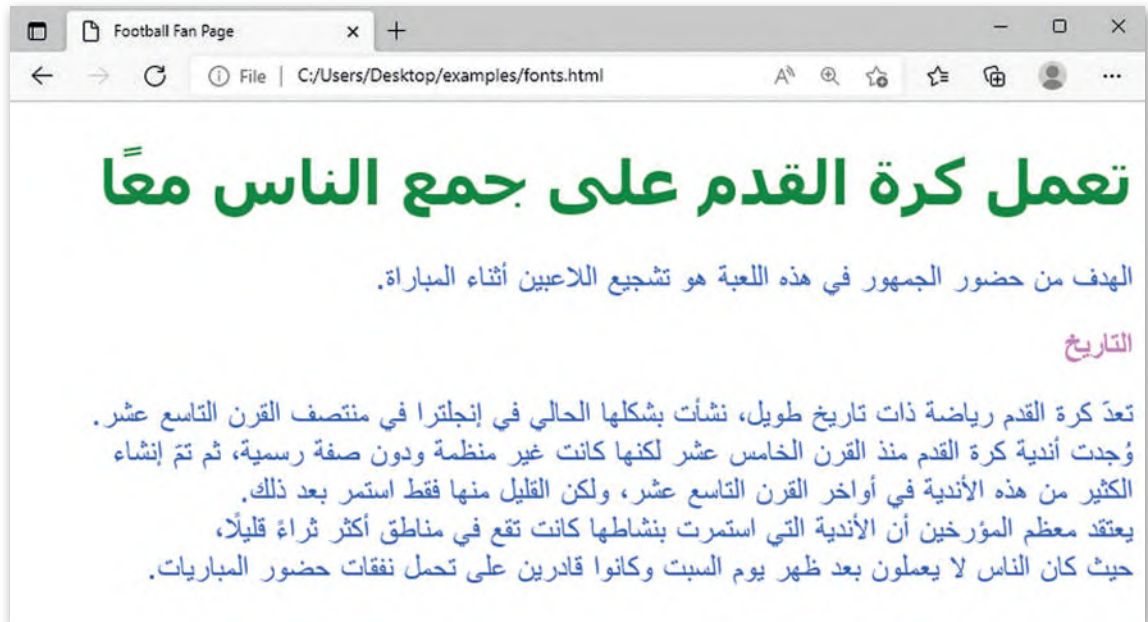 Football Fan Page
File | C:/Users/Desktop/examples/fonts.html
تعمل كرة القدم على جمع الناس معًا
الهدف من حضور الجمهور في هذه اللعبة هو تشجيع اللاعبين أثناء المباراة.
التاريخ
تعدّ كرة القدم رياضة ذات تاريخ طويل، نشأت بشكلها الحالي في إنجلترا في منتصف القرن التاسع عشر.
وُجدت أندية كرة القدم منذ القرن الخامس عشر لكنها كانت غير منظمة ودون صفة رسمية، ثم تمّ إنشاء
الكثير من هذه الأندية في أواخر القرن التاسع عشر، ولكن القليل منها فقط استمر بعد ذلك.
يعتقد معظم المؤرخين أن الأندية التي استمرت بنشاطها كانت تقع في مناطق أكثر ثراءً قليلًا،
حيث كان الناس لا يعملون بعد ظهر يوم السبت وكانوا قادرين على تحمل نفقات حضور المباريات.